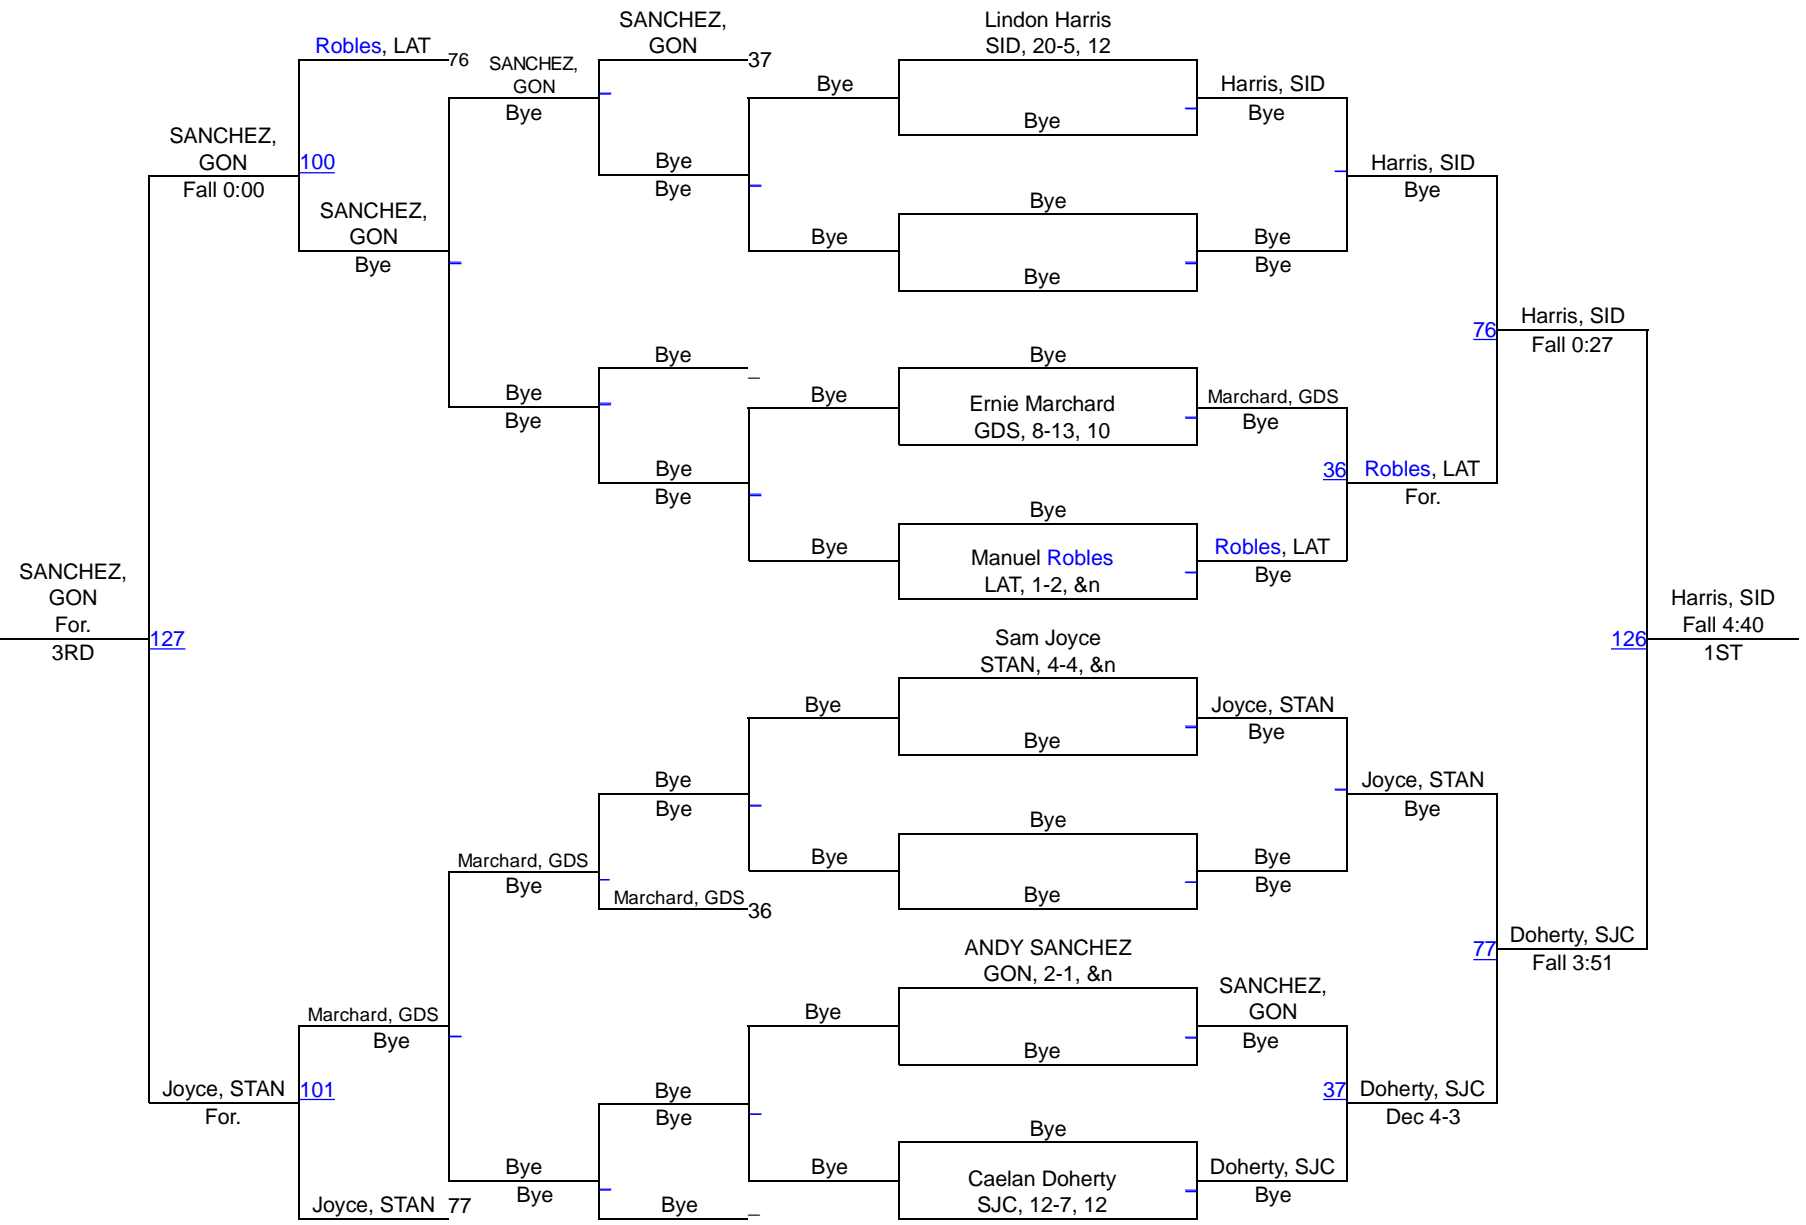 SANCHEZ,
GON
Lindon Harris
SID, 20-5, 12
Robles, LAT
76
SANCHEZ,
GON
37
Bye
Bye
Harris, SID
Bye
Bye
SANCHEZ,
GON
100
Fall 0:00
Bye
Bye
Harris, SID
Bye
SANCHEZ,
GON
Bye
Bye
Bye
Bye
Bye
Bye
Bye
Harris, SID
76
Fall 0:27
Bye
_
Bye
Bye
Bye
Bye
Ernie Marchard
GDS, 8-13, 10
Marchard, GDS
Bye
Bye
Bye
36
Robles, LAT
For.
Bye
Bye
Manuel Robles
LAT, 1-2, &n
Robles, LAT
Bye
SANCHEZ,
GON
For.
127
3RD
Harris, SID
Fall 4:40
126
1ST
Sam Joyce
STAN, 4-4, &n
Bye
Bye
Joyce, STAN
Bye
Bye
Bye
Joyce, STAN
Bye
Bye
Bye
Bye
Bye
Bye
Marchard, GDS
Bye
Marchard, GDS
36
ANDY SANCHEZ
GON, 2-1, &n
77
Doherty, SJC
Fall 3:51
Marchard, GDS
Bye
Bye
Bye
SANCHEZ,
GON
Bye
Joyce, STAN
101
For.
Bye
Bye
37
Doherty, SJC
Dec 4-3
Bye
Bye
Bye
Bye
Caelan Doherty
SJC, 12-7, 12
Doherty, SJC
Bye
Joyce, STAN
77
Bye
_